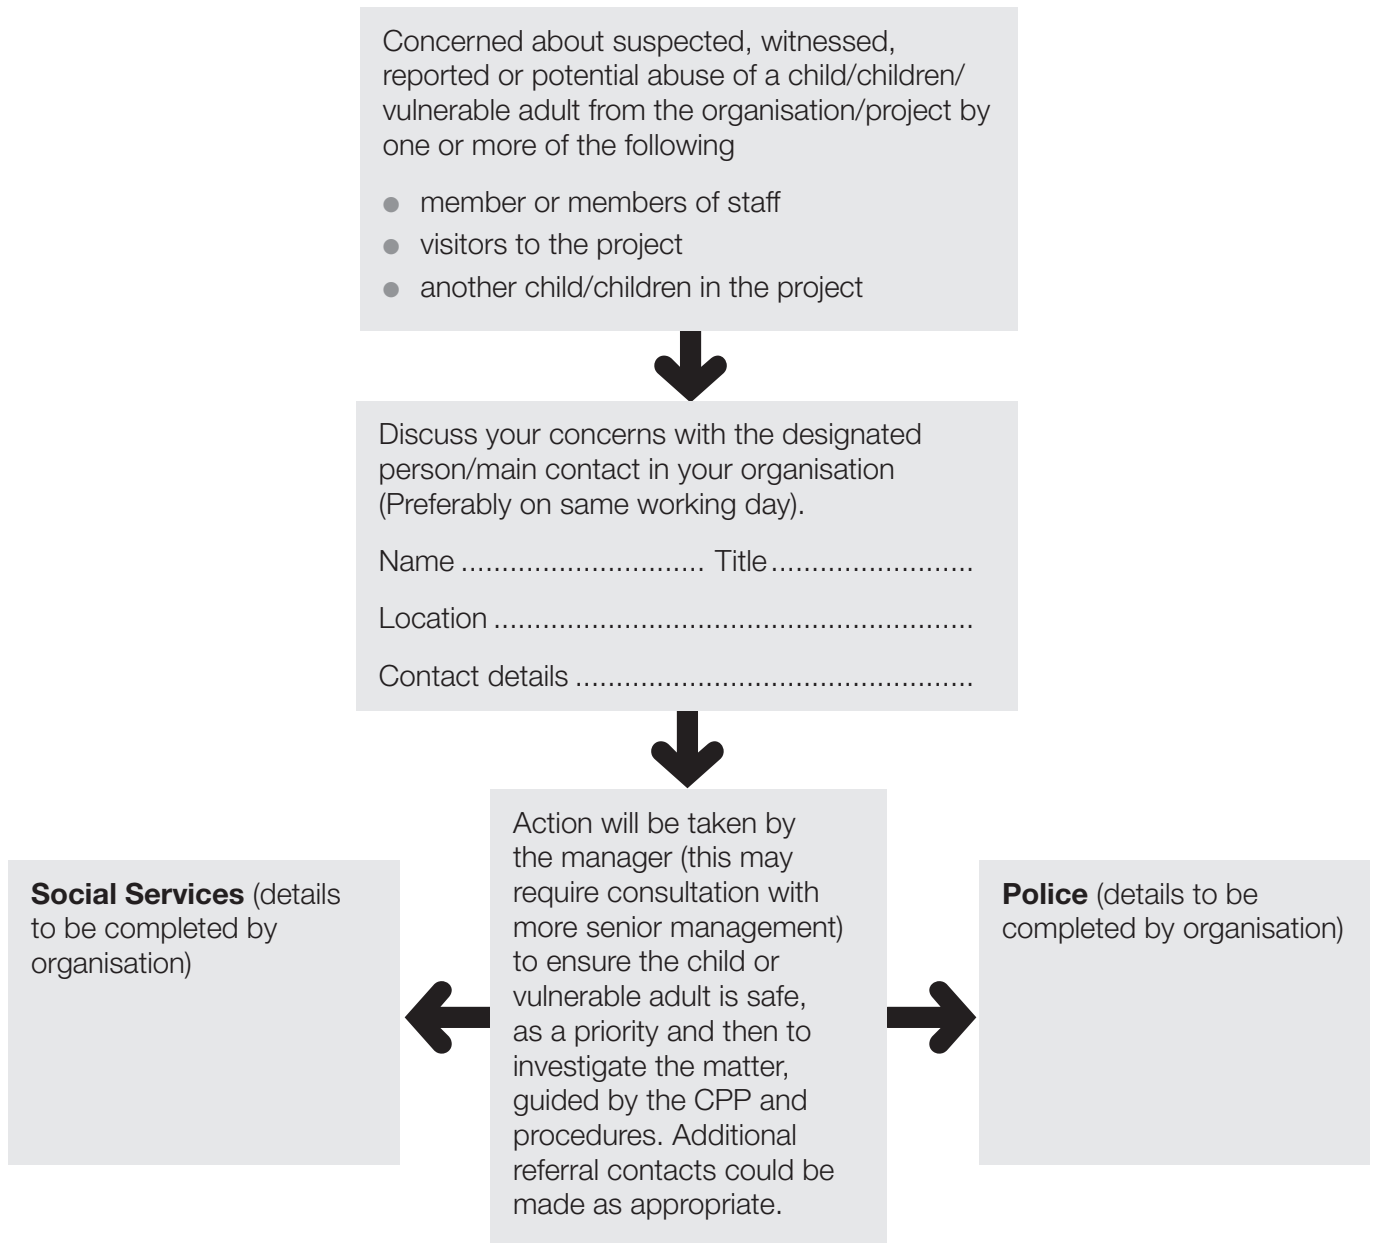 Concerned about suspected, witnessed,
reported or potential abuse of a child/children/
vulnerable adult from the organisation/project by
one or more of the following
● member or members of staff
● visitors to the project
● another child/children in the project
Discuss your concerns with the designated
person/main contact in your organisation
(Preferably on same working day).
Name .............................. Title.........................
Location ...........................................................
Contact details .................................................
Social Services (details
to be completed by
organisation)
Action will be taken by
the manager (this may
require consultation with
more senior management)
to ensure the child or
vulnerable adult is safe,
as a priority and then to
investigate the matter,
guided by the CPP and
procedures. Additional
referral contacts could be
made as appropriate.
Police (details to be
completed by organisation)